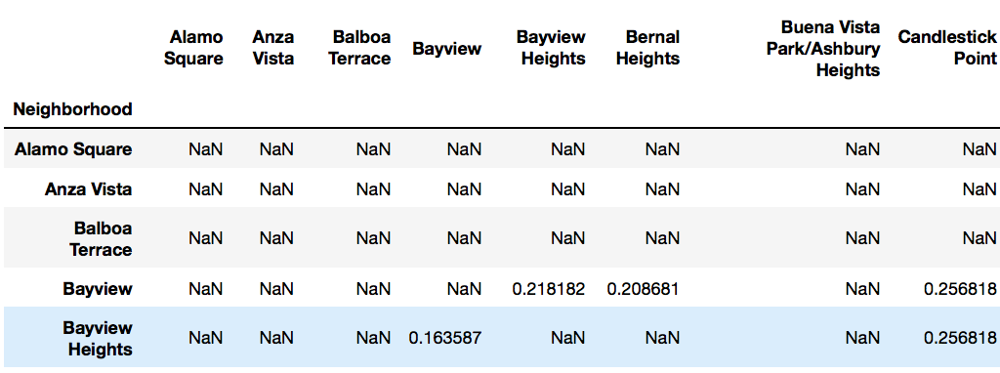 Alamo Square Anza Vista Balboa Terrace Bayview Bayview Heights Bernal Heights Buena Vista Park/Ashbury Heights Candlestick Point
Neighborhood
Alamo Square NaN NaN NaN NaN NaN NaN NaN NaN
Anza Vista NaN NaN NaN NaN NaN NaN NaN NaN
Balboa Terrace NaN NaN NaN NaN NaN NaN NaN NaN
Bayview NaN NaN NaN NaN 0.218182 0.208681 NaN 0.256818
Bayview Heights NaN NaN NaN 0.163587 NaN NaN NaN 0.256818